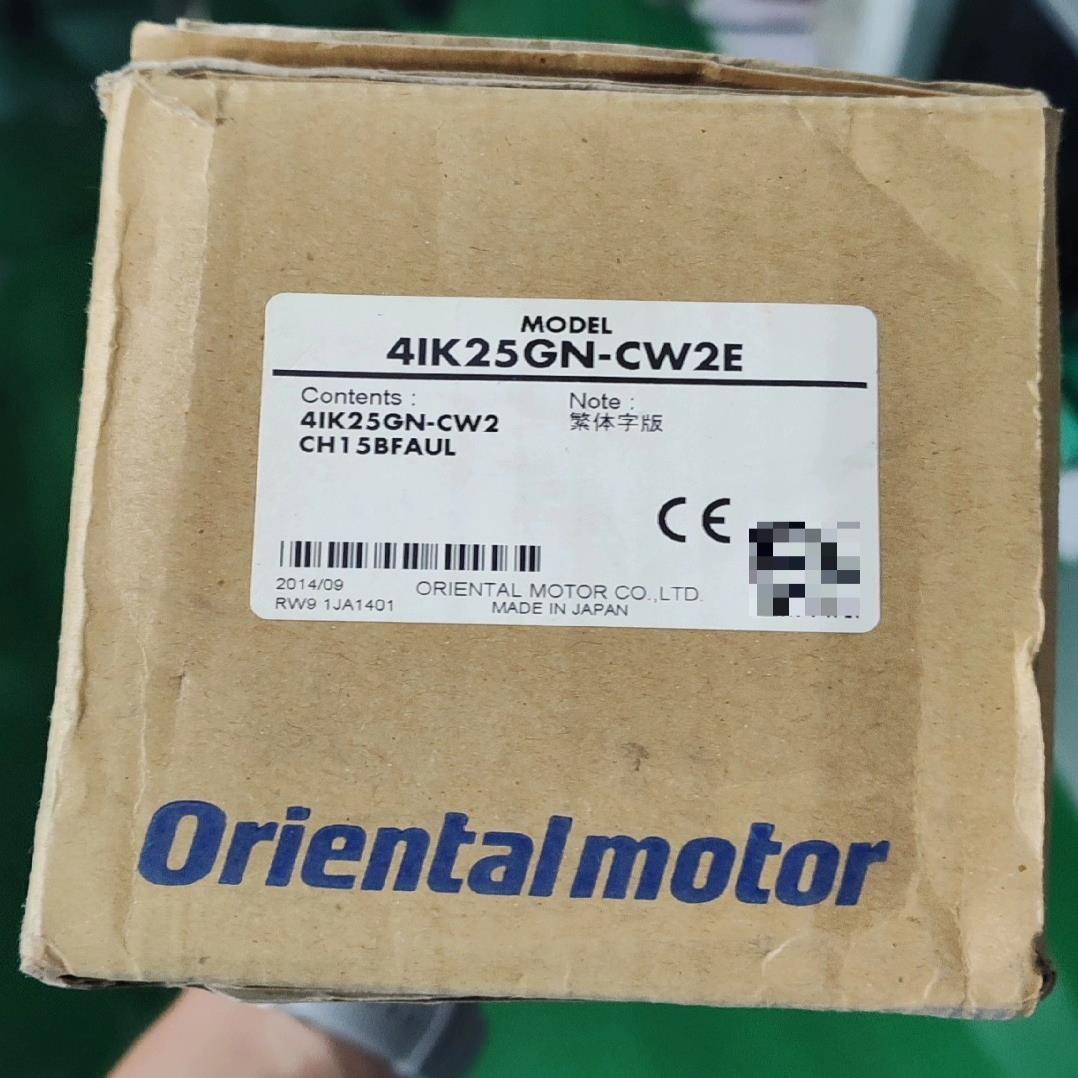 MODEL
4IK25GN-CW2E
Contents :
4IK25GN-CW2
CH15BFAUL
Note :
繁体字版
CE
2014/09
RW9 1JA1401
ORIENTAL MOTOR CO.,LTD.
MADE IN JAPAN
Orientalmotor